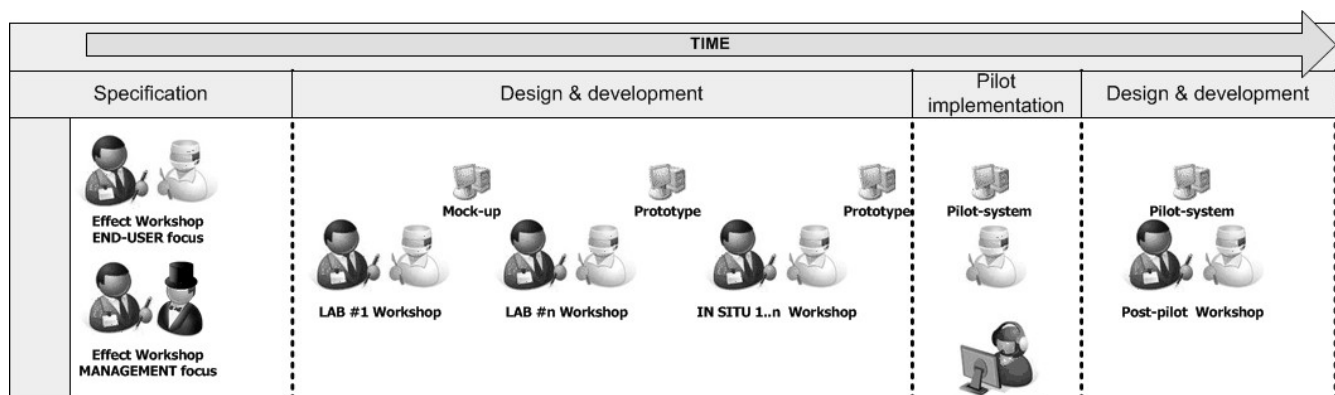 TIME
Specification
Design & development
Pilot
implementation
Design & development
Effect Workshop
END-USER focus
Effect Workshop
MANAGEMENT focus
Mock-up
Prototype
Prototype
LAB #1 Workshop
LAB #n Workshop
IN SITU 1..n Workshop
Pilot-system
Pilot-system
Post-pilot Workshop